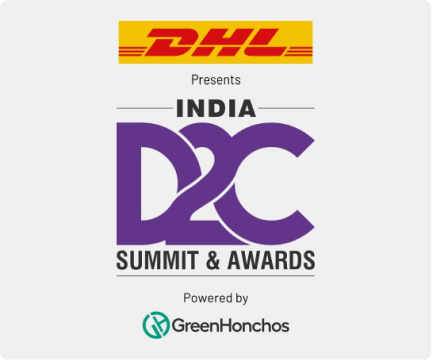 DHL
Presents
INDIA
D2C
SUMMIT & AWARDS
Powered by
GreenHonchos